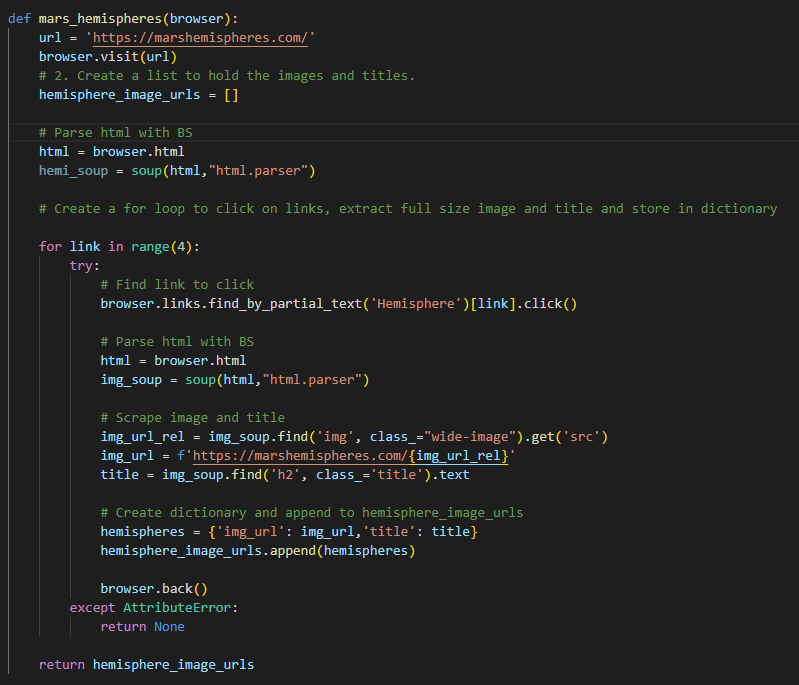 def mars_hemispheres(browser):
    url = 'https://marshemispheres.com/'
    browser.visit(url)
    # 2. Create a list to hold the images and titles.
    hemisphere_image_urls = []

    # Parse html with BS
    html = browser.html
    hemi_soup = soup(html,"html.parser")

    # Create a for loop to click on links, extract full size image and title and store in dictionary

    for link in range(4):
        try:
            # Find link to click
            browser.links.find_by_partial_text('Hemisphere')[link].click()

            # Parse html with BS
            html = browser.html
            img_soup = soup(html,"html.parser")

            # Scrape image and title
            img_url_rel = img_soup.find('img', class_="wide-image").get('src')
            img_url = f'https://marshemispheres.com/{img_url_rel}'
            title = img_soup.find('h2', class_='title').text

            # Create dictionary and append to hemisphere_image_urls
            hemispheres = {'img_url': img_url,'title': title}
            hemisphere_image_urls.append(hemispheres)

            browser.back()
        except AttributeError:
            return None

    return hemisphere_image_urls